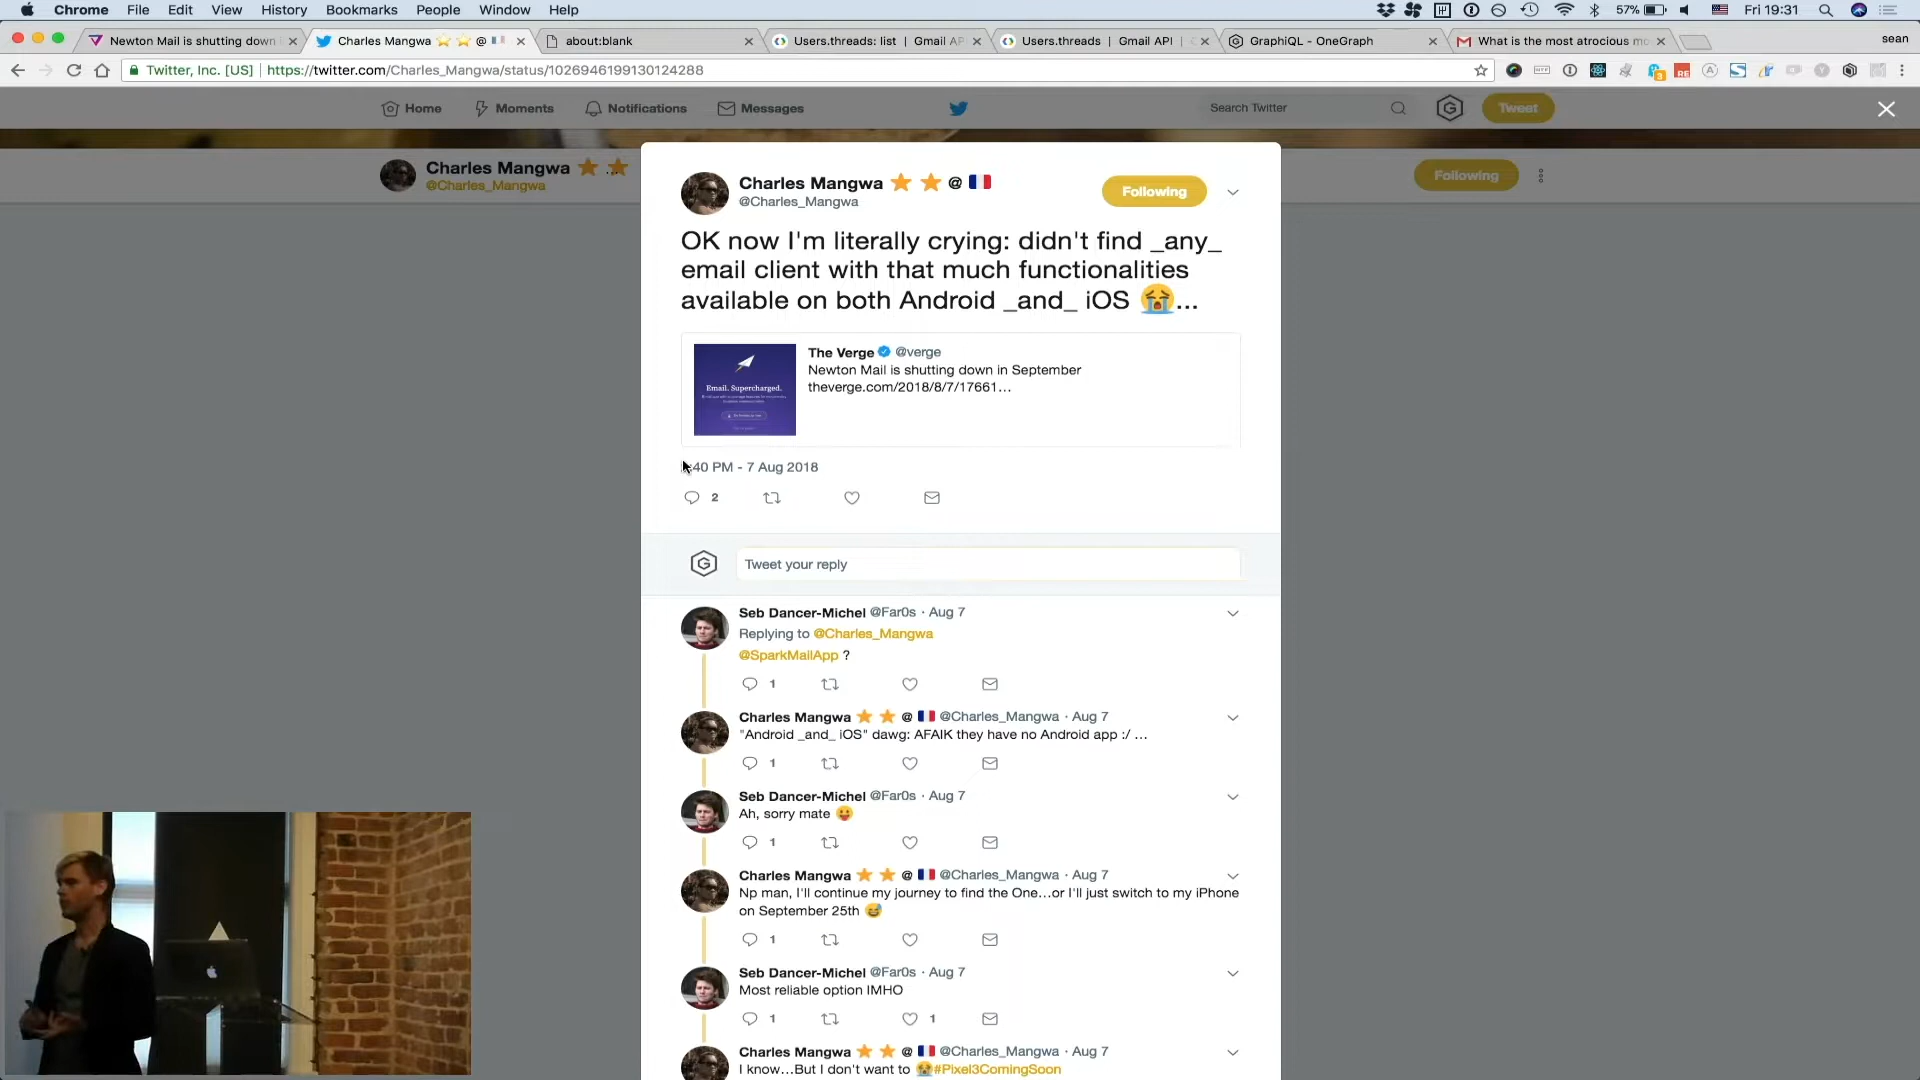 Chrome File Edit View History Bookmarks People Window Help 57% Fri 19:31
Newton Mail is shutting down Charles Mangwa @ about:blank Users.threads: list | Gmail AP Users.threads | Gmail API GraphiQL - OneGraph What is the most atrocious mo sean
Twitter, Inc. [US] https://twitter.com/Charles_Mangwa/status/1026946199130124288
Home Moments Notifications Messages Search Twitter Tweet
Charles Mangwa
@Charles_Mangwa
Following
Charles Mangwa ⭐ ⭐ @ 🇫🇷
@Charles_Mangwa
Following
OK now I'm literally crying: didn't find _any_
email client with that much functionalities
available on both Android _and_ iOS 😭...
Email. Supercharged.
The Verge @verge
Newton Mail is shutting down in September
theverge.com/2018/8/7/17661…
:40 PM - 7 Aug 2018
2
Tweet your reply
Seb Dancer-Michel @Far0s · Aug 7
Replying to @Charles_Mangwa
@SparkMailApp ?
1
Charles Mangwa ⭐ ⭐ @ 🇫🇷 @Charles_Mangwa · Aug 7
"Android _and_ iOS" dawg: AFAIK they have no Android app :/ …
1
Seb Dancer-Michel @Far0s · Aug 7
Ah, sorry mate 😛
1
Charles Mangwa ⭐ ⭐ @ 🇫🇷 @Charles_Mangwa · Aug 7
Np man, I'll continue my journey to find the One…or I'll just switch to my iPhone
on September 25th 😅
1
Seb Dancer-Michel @Far0s · Aug 7
Most reliable option IMHO
1 1
Charles Mangwa ⭐ ⭐ @ 🇫🇷 @Charles_Mangwa · Aug 7
I know…But I don't want to 😭#Pixel3ComingSoon